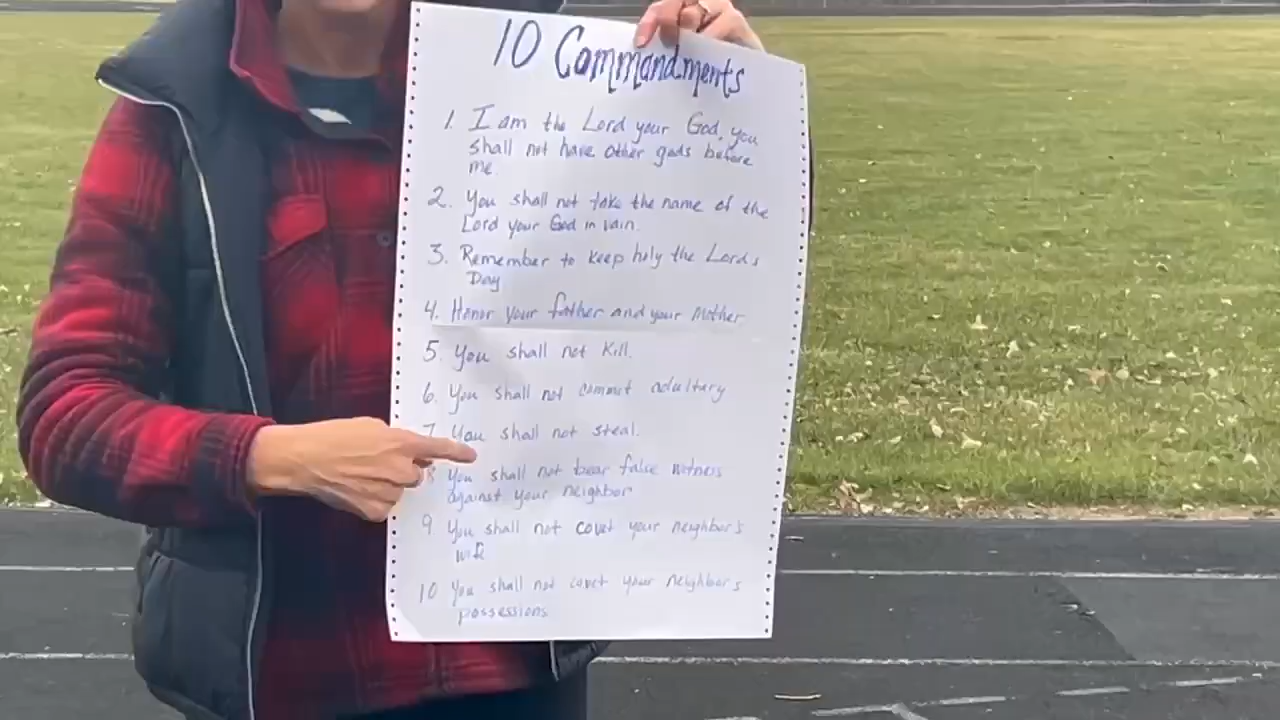 10 Commandments
1. I am the Lord your God, you
shall not have other gods before
me.
2. You shall not take the name of the
Lord your God in vain.
3. Remember to keep holy the Lords
Day
4. Honor your father and your Mother
5. You shall not Kill.
6. You shall not commit adultery
7 You shall not steal.
8 You shall not bear false witness
against your neighbor
9 You shall not covet your neighbor's
wife
10 You shall not covet your neighbor's
possessions